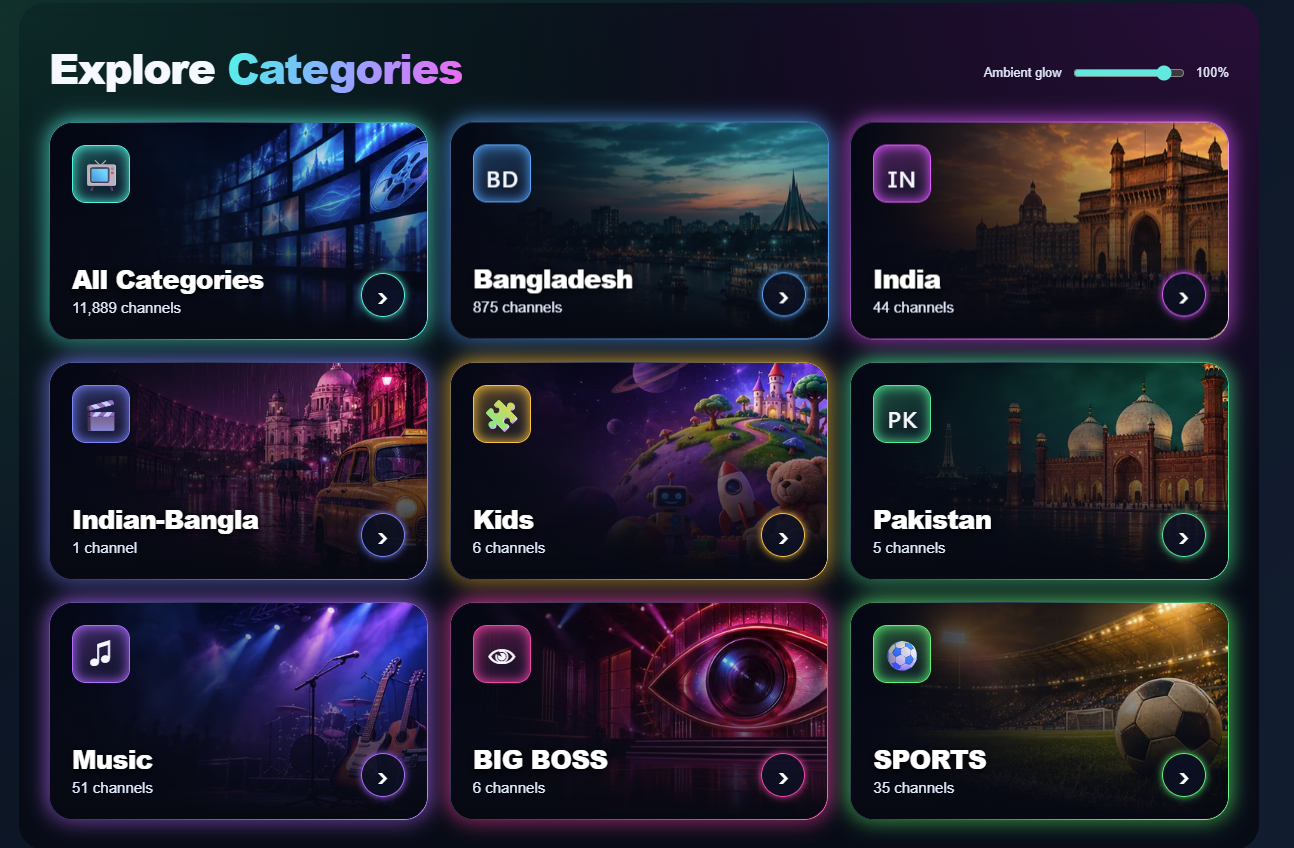 Explore Categories
Ambient glow 100%
All Categories
11,889 channels
BD
Bangladesh
875 channels
IN
India
44 channels
Indian-Bangla
1 channel
Kids
6 channels
PK
Pakistan
5 channels
Music
51 channels
BIG BOSS
6 channels
SPORTS
35 channels